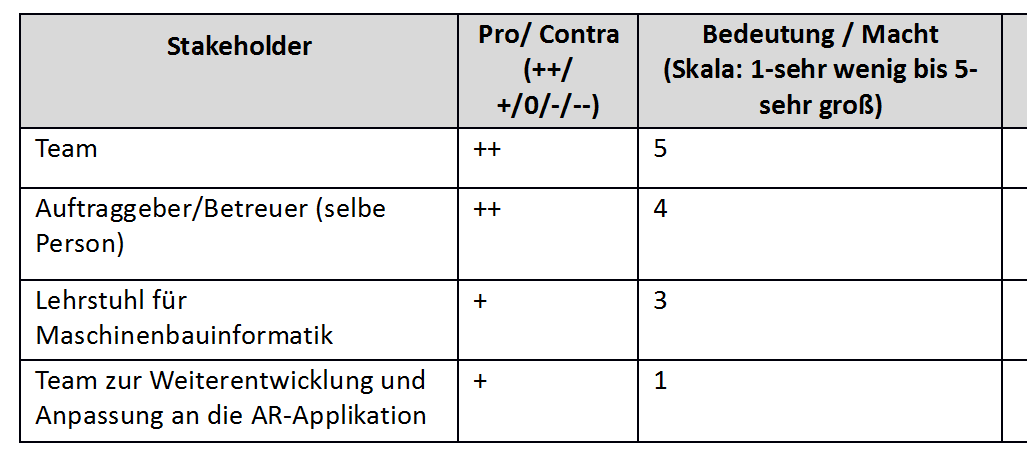 Stakeholder
Pro/ Contra
(++/
+/0/-/--)
Bedeutung / Macht
(Skala: 1-sehr wenig bis 5-
sehr groß)
Team
++
5
Auftraggeber/Betreuer (selbe
Person)
++
4
Lehrstuhl für
Maschinenbauinformatik
+
3
Team zur Weiterentwicklung und
Anpassung an die AR-Applikation
+
1